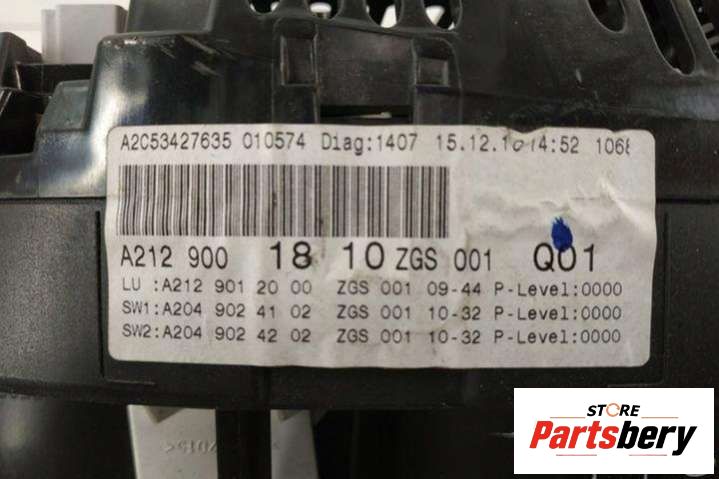 A2C53427635 010574 Diag:1407 15.12.10 14:52 1068
A212 900 18 10 ZGS 001 Q01
LU :A212 901 20 00 ZGS 001 09-44 P-Level:0000
SW1:A204 902 41 02 ZGS 001 10-32 P-Level:0000
SW2:A204 902 42 02 ZGS 001 10-32 P-Level:0000
STORE
Partsbery